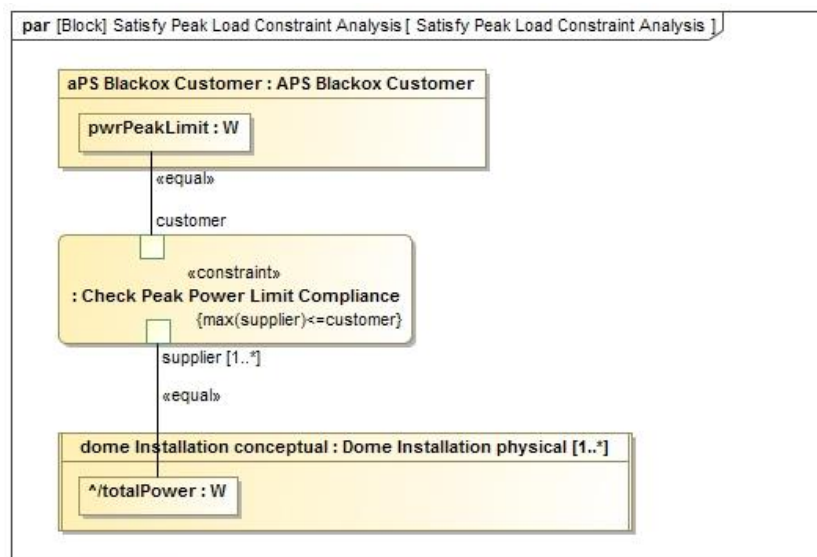 par [Block] Satisfy Peak Load Constraint Analysis [ Satisfy Peak Load Constraint Analysis ]
aPS Blackox Customer : APS Blackox Customer
pwrPeakLimit : W
«equal»
customer
«constraint»
: Check Peak Power Limit Compliance
{max(supplier)<=customer}
supplier [1..*]
«equal»
dome Installation conceptual : Dome Installation physical [1..*]
^/totalPower : W